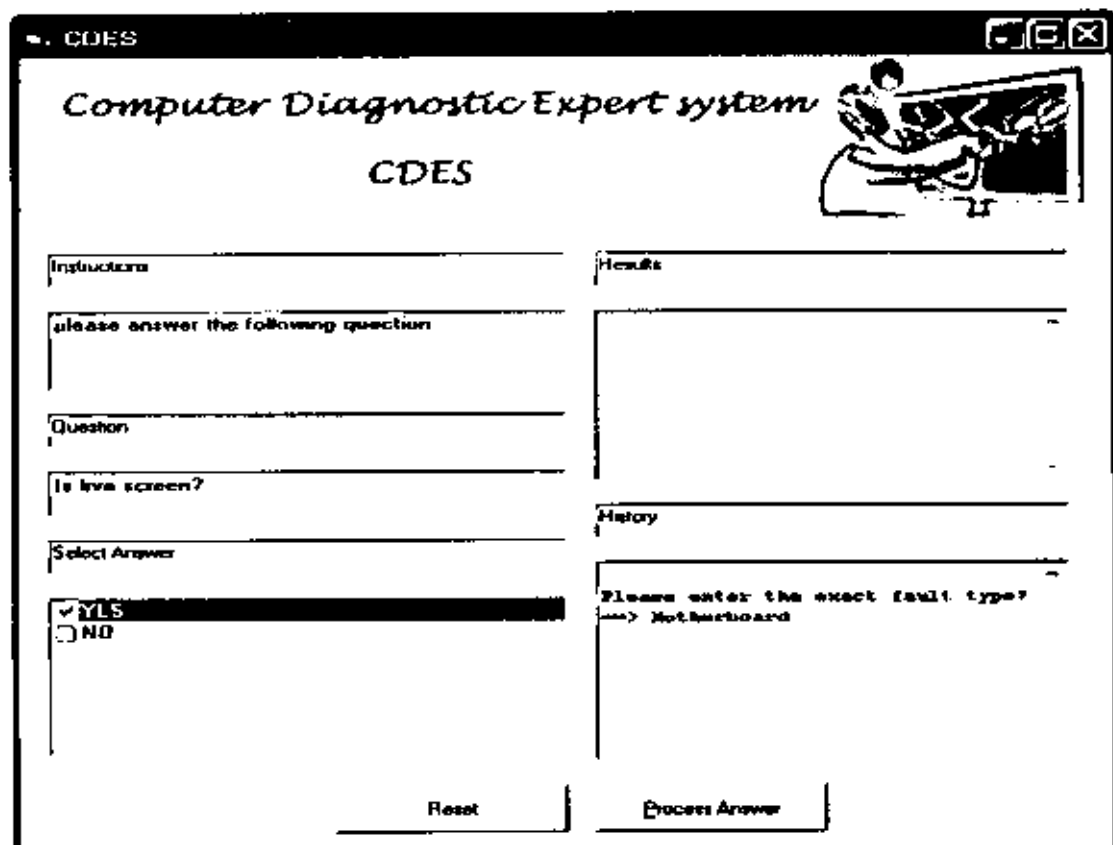 CDES
Computer Diagnostic Expert system
CDES
Instructions
please answer the following question
Question
Is live screen?
Select Answer
YES
NO
Results
History
Please enter the exact fault type?
==> Motherboard
Reset
Process Answer